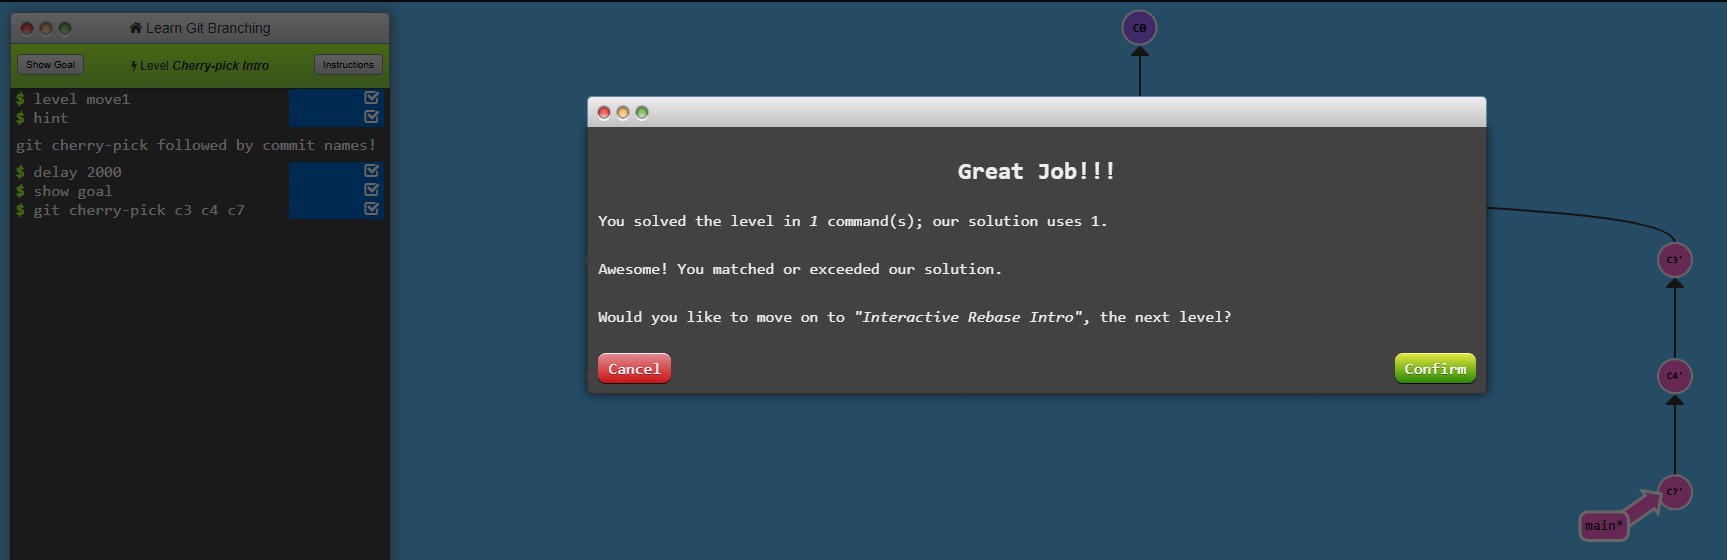 Learn Git Branching
Show Goal
Level Cherry-pick Intro
Instructions
$ level move1
$ hint
git cherry-pick followed by commit names!
$ delay 2000
$ show goal
$ git cherry-pick c3 c4 c7
C0
Great Job!!!
You solved the level in 1 command(s); our solution uses 1.
Awesome! You matched or exceeded our solution.
Would you like to move on to "Interactive Rebase Intro", the next level?
Cancel
Confirm
C3'
C4'
C7'
main*